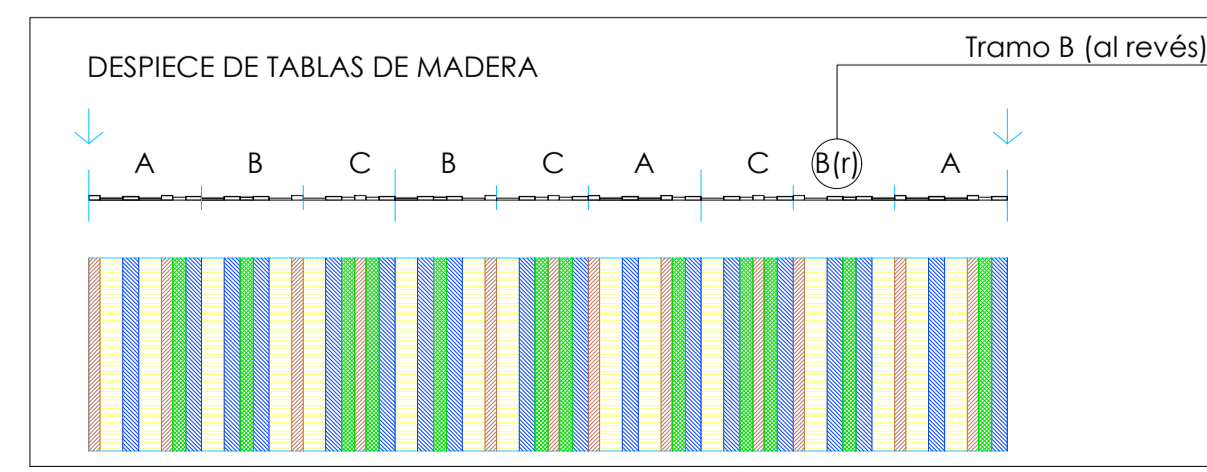 Tramo B (al revés)
DESPIECE DE TABLAS DE MADERA
A B C B C A C B(r) A